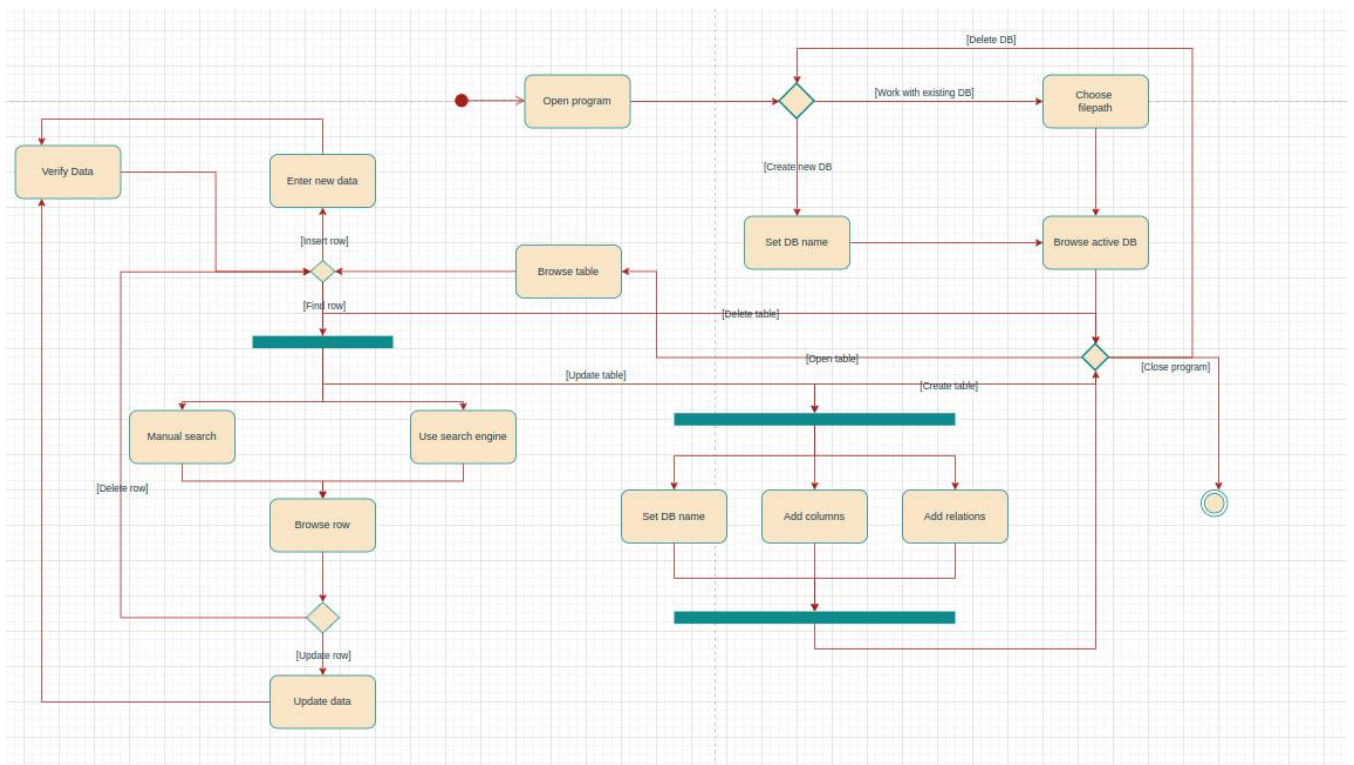 [Delete DB]
Open program
[Work with existing DB]
Choose
filepath
Verify Data
Enter new data
[Create new DB
[Insert row]
Set DB name
Browse active DB
Browse table
[Find row]
[Delete table]
[Open table]
[Close program]
[Update table]
[Create table]
Manual search
Use search engine
[Delete row]
Browse row
Set DB name
Add columns
Add relations
[Update row]
Update data